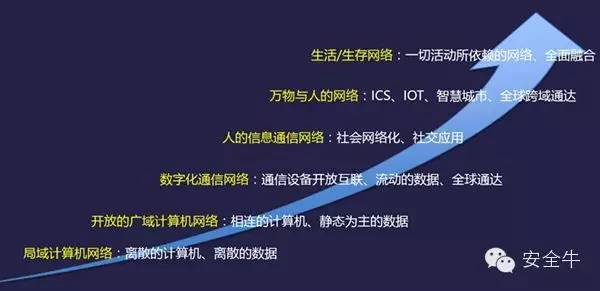 生活/生存网络：一切活动所依赖的网络、全面融合
万物与人的网络：ICS、IOT、智慧城市、全球跨域通达
人的信息通信网络：社会网络化、社交应用
数字化通信网络：通信设备开放互联、流动的数据、全球通达
开放的广域计算机网络：相连的计算机、静态为主的数据
局域计算机网络：离散的计算机、离散的数据
安全牛